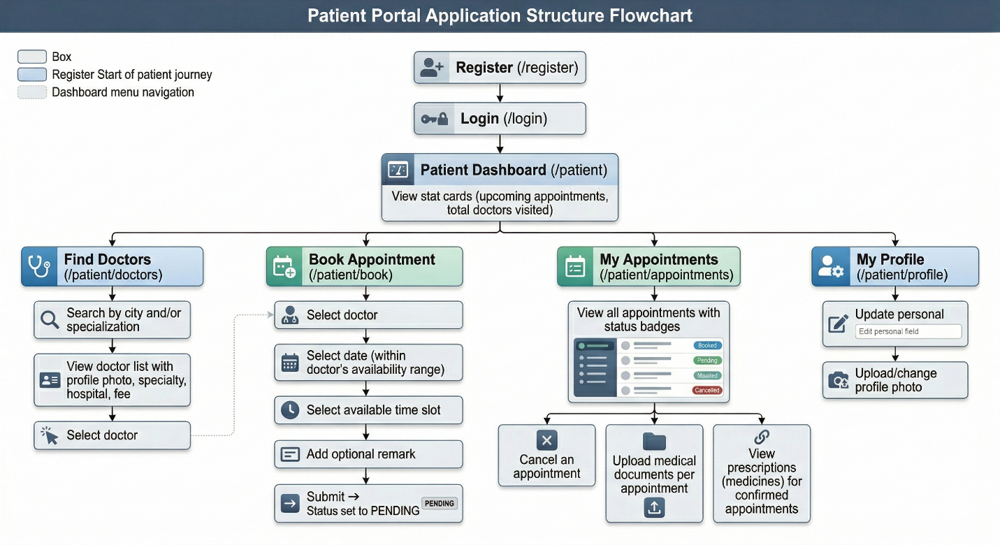 Patient Portal Application Structure Flowchart
Box
Register Start of patient journey
Dashboard menu navigation
Register (/register)
Login (/login)
Patient Dashboard (/patient)
View stat cards (upcoming appointments,
total doctors visited)
Find Doctors
(/patient/doctors)
Search by city and/or
specialization
View doctor list with
profile photo, specialty,
hospital, fee
Select doctor
Book Appointment
(/patient/book)
Select doctor
Select date (within
doctor's availability range)
Select available time slot
Add optional remark
Submit →
Status set to PENDING
PENDING
My Appointments
(/patient/appointments)
View all appointments with
status badges
Booked
Pending
Cancelled
Cancel an
appointment
Upload medical
documents per
appointment
View
prescriptions
(medicines) for
confirmed
appointments
My Profile
(/patient/profile)
Update personal
Edit personal field
Upload/change
profile photo